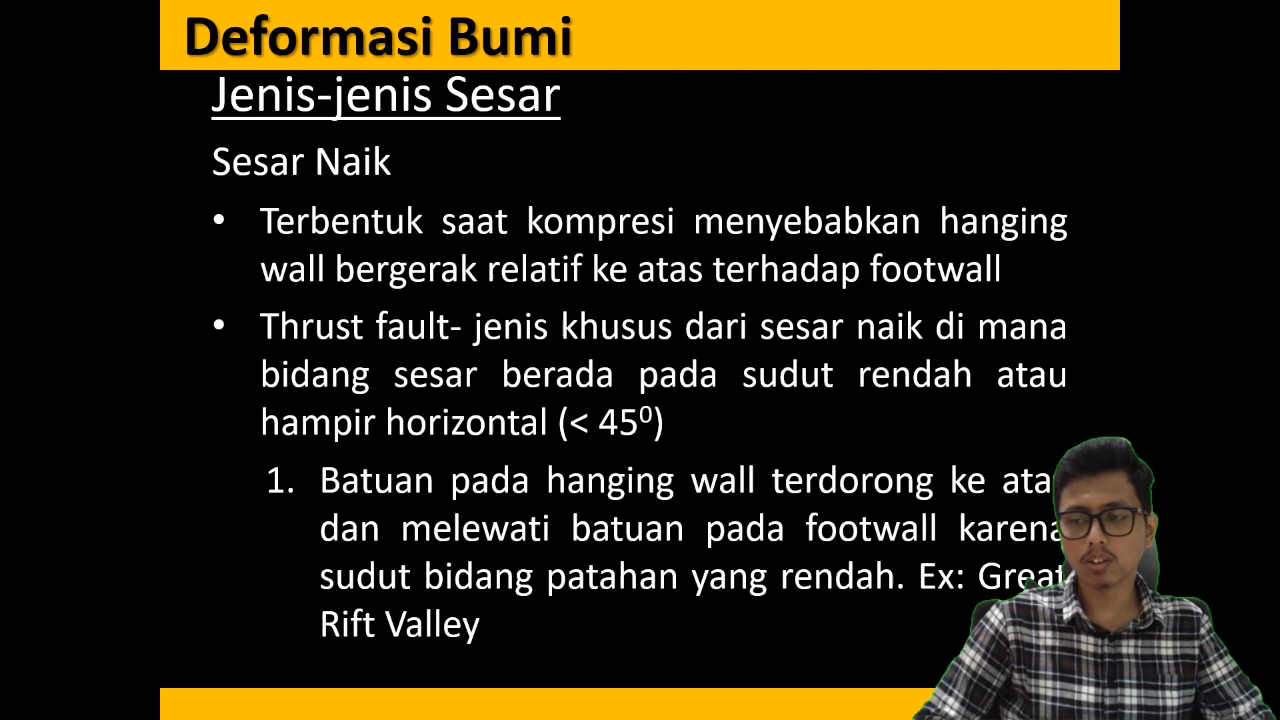 Deformasi Bumi
Jenis-jenis Sesar
Sesar Naik
• Terbentuk saat kompresi menyebabkan hanging
wall bergerak relatif ke atas terhadap footwall
• Thrust fault- jenis khusus dari sesar naik di mana
bidang sesar berada pada sudut rendah atau
hampir horizontal (< 45⁰)
1. Batuan pada hanging wall terdorong ke
dan melewati batuan pada footwall karena
sudut bidang patahan yang rendah. Ex: Great
Rift Valley